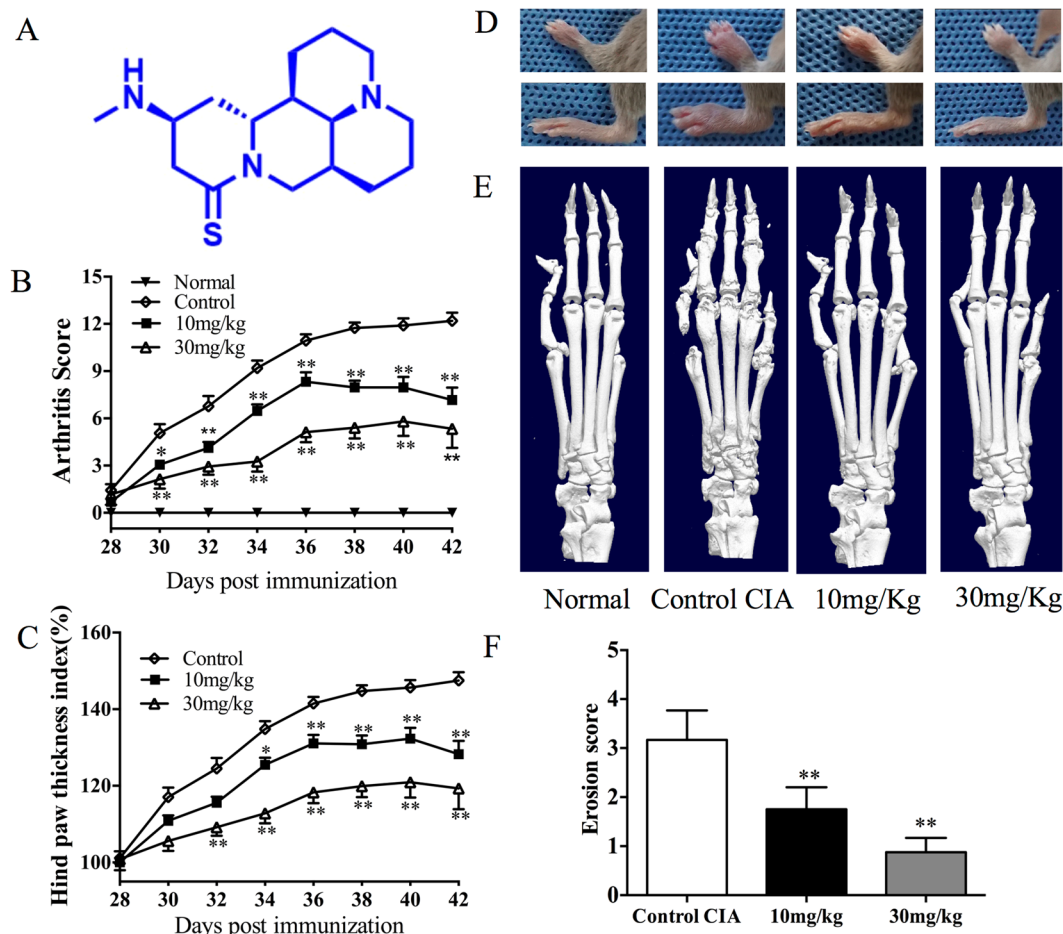 A
H
N
N
N
S
B
Arthritis Score
15
12
9
6
3
0
Normal
Control
10mg/kg
30mg/kg
* ** ** ** ** ** **
** ** ** ** ** ** **
28 30 32 34 36 38 40 42
Days post immunization
C
Hind paw thickness index(%)
160
140
120
100
Control
10mg/kg
30mg/kg
* ** ** ** **
** ** ** ** ** **
28 30 32 34 36 38 40 42
Days post immunization
D
E
Normal Control CIA 10mg/Kg 30mg/Kg
F
Erosion score
5
4
3
2
1
0
**
**
Control CIA 10mg/kg 30mg/kg